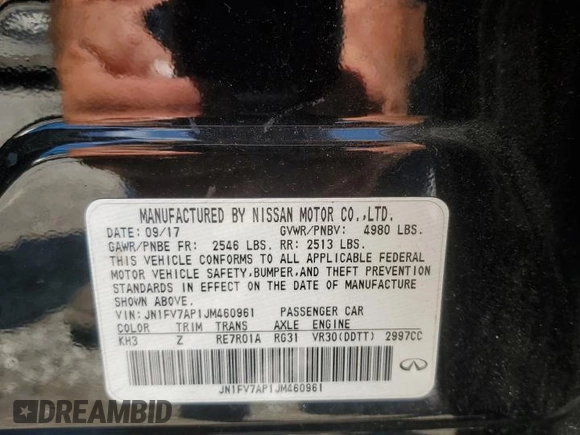 MANUFACTURED BY NISSAN MOTOR CO.,LTD.
DATE: 09/17 GVWR/PNBV: 4980 LBS.
GAWR/PNBE FR: 2546 LBS. RR: 2513 LBS.
THIS VEHICLE CONFORMS TO ALL APPLICABLE FEDERAL
MOTOR VEHICLE SAFETY,BUMPER,AND THEFT PREVENTION
STANDARDS IN EFFECT ON THE DATE OF MANUFACTURE
SHOWN ABOVE.
VIN: JN1FV7AP1JM460961 PASSENGER CAR
COLOR TRIM TRANS AXLE ENGINE
KH3 Z RE7R01A RG31 VR30(DDTT) 2997CC
JN1FV7AP1JM460961
DREAMBID